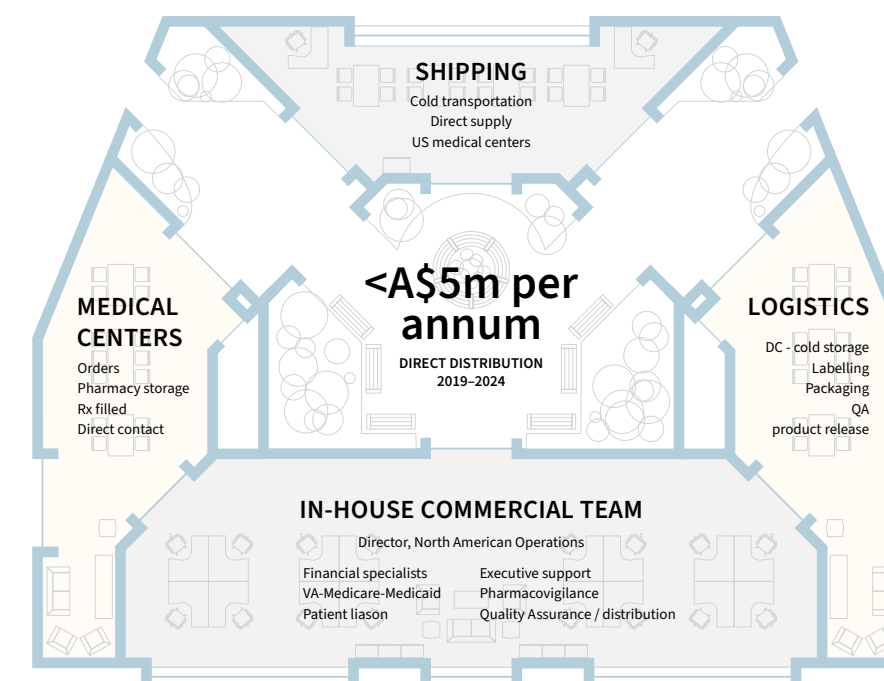 SHIPPING
Cold transportation
Direct supply
US medical centers
<A$5m per
annum
DIRECT DISTRIBUTION
2019–2024
MEDICAL
CENTERS
Orders
Pharmacy storage
Rx filled
Direct contact
LOGISTICS
DC - cold storage
Labelling
Packaging
QA
product release
IN-HOUSE COMMERCIAL TEAM
Director, North American Operations
Financial specialists
VA-Medicare-Medicaid
Patient liason
Executive support
Pharmacovigilance
Quality Assurance / distribution